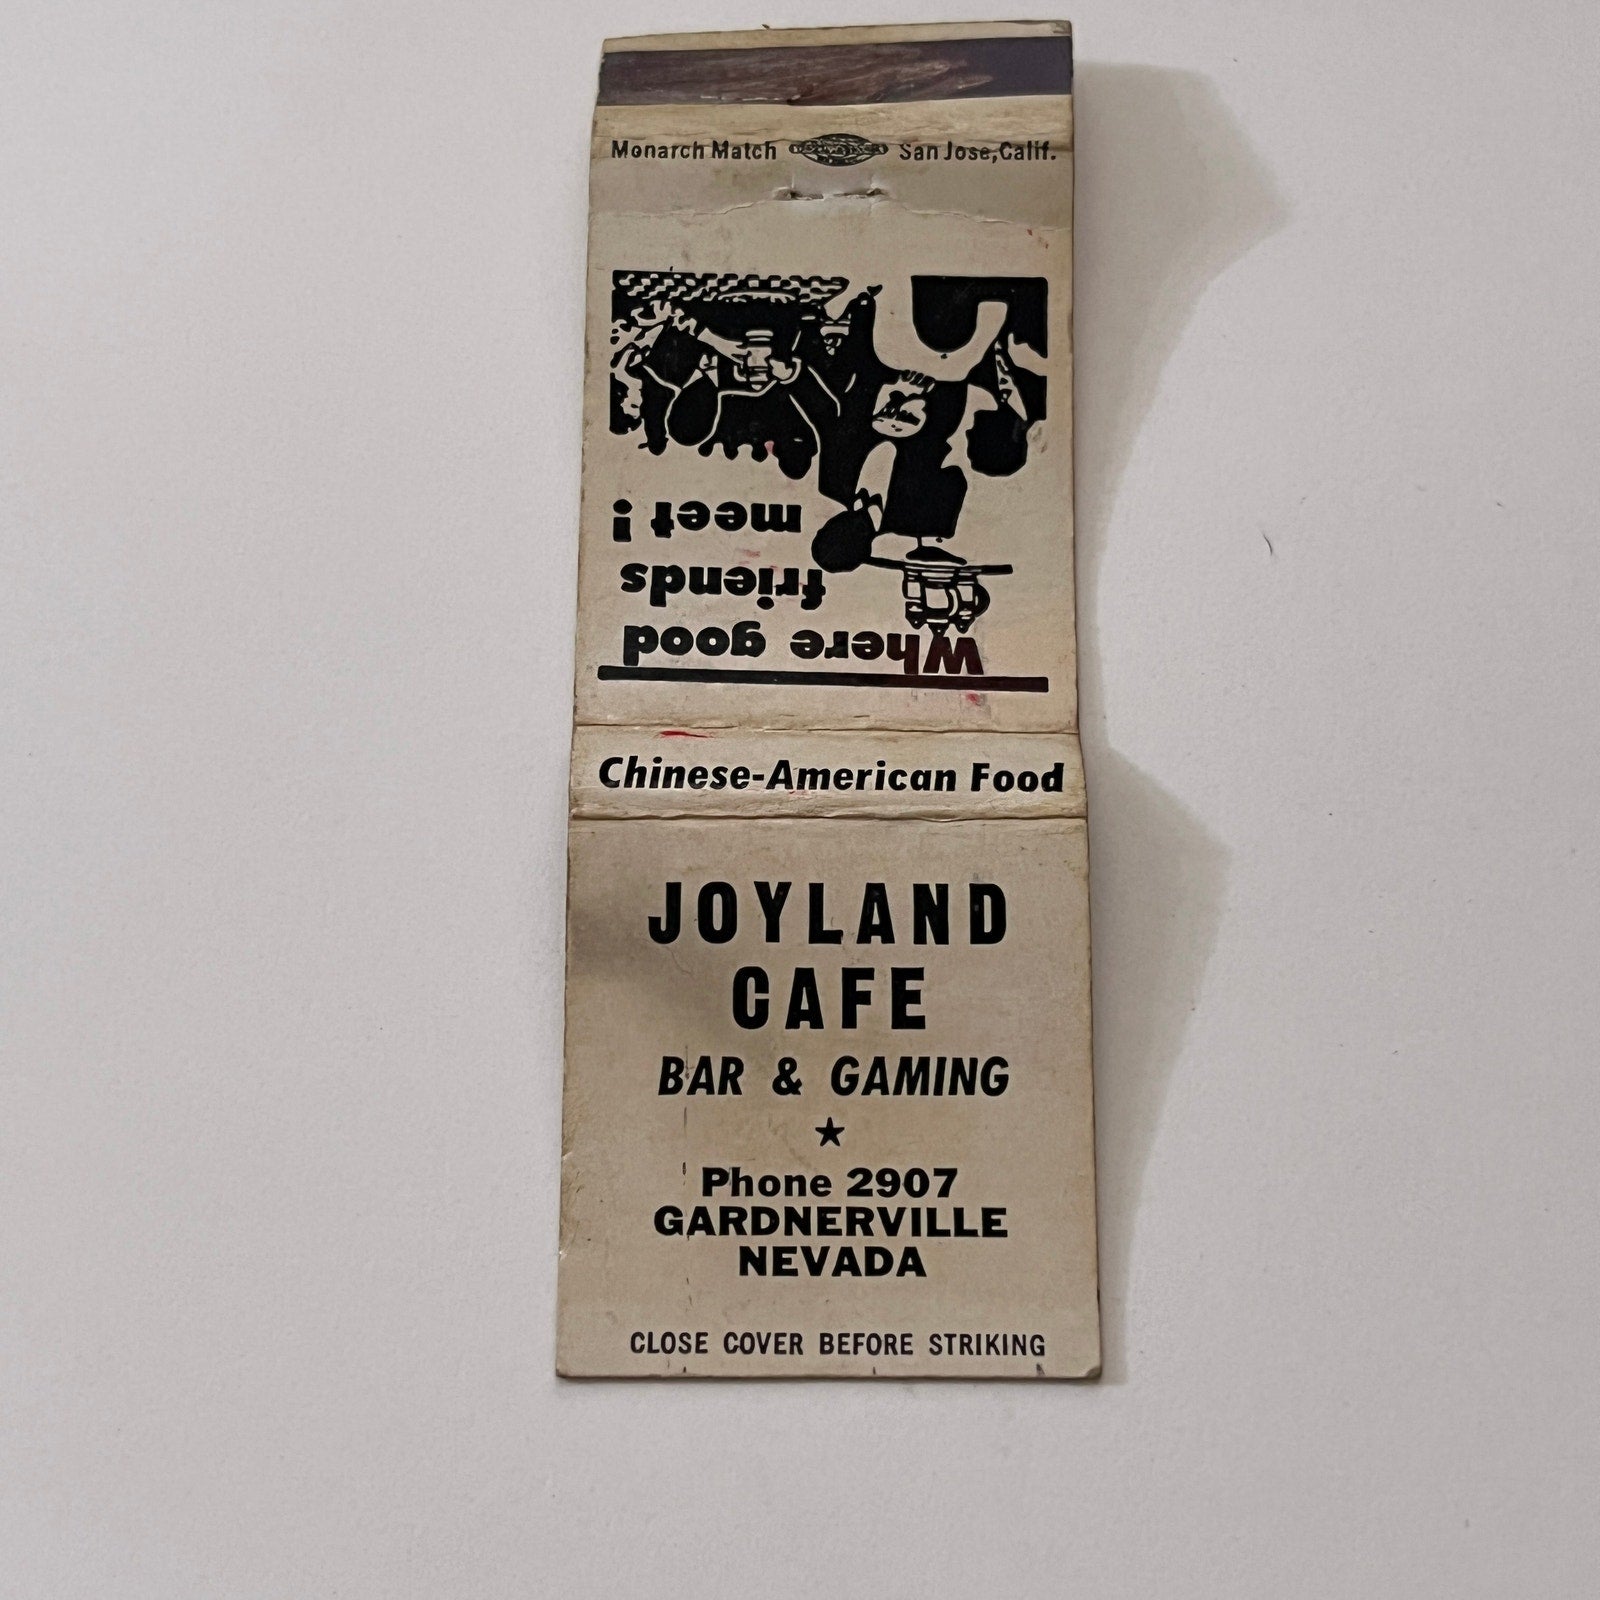 Monarch Match San Jose, Calif.
Where good
friends
meet!
Chinese-American Food
JOYLAND
CAFE
BAR & GAMING
Phone 2907
GARDNERVILLE
NEVADA
CLOSE COVER BEFORE STRIKING